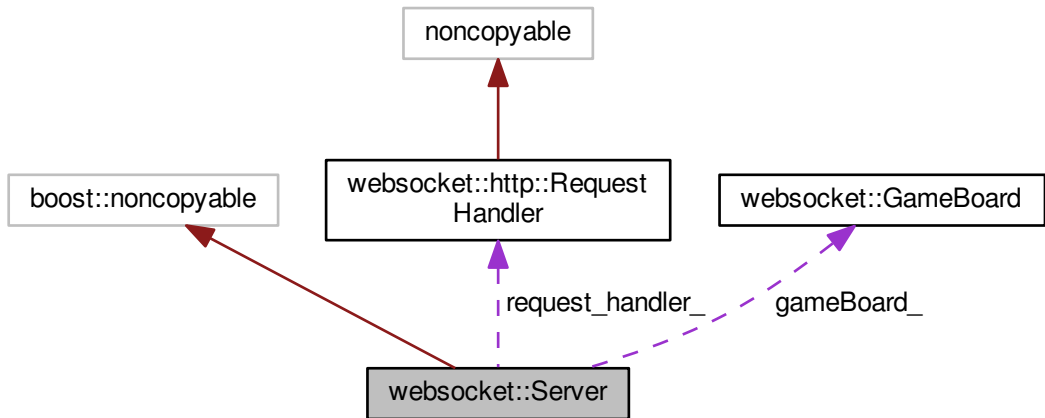 noncopyable
boost::noncopyable
websocket::http::Request
Handler
websocket::GameBoard
request_handler_
gameBoard_
websocket::Server